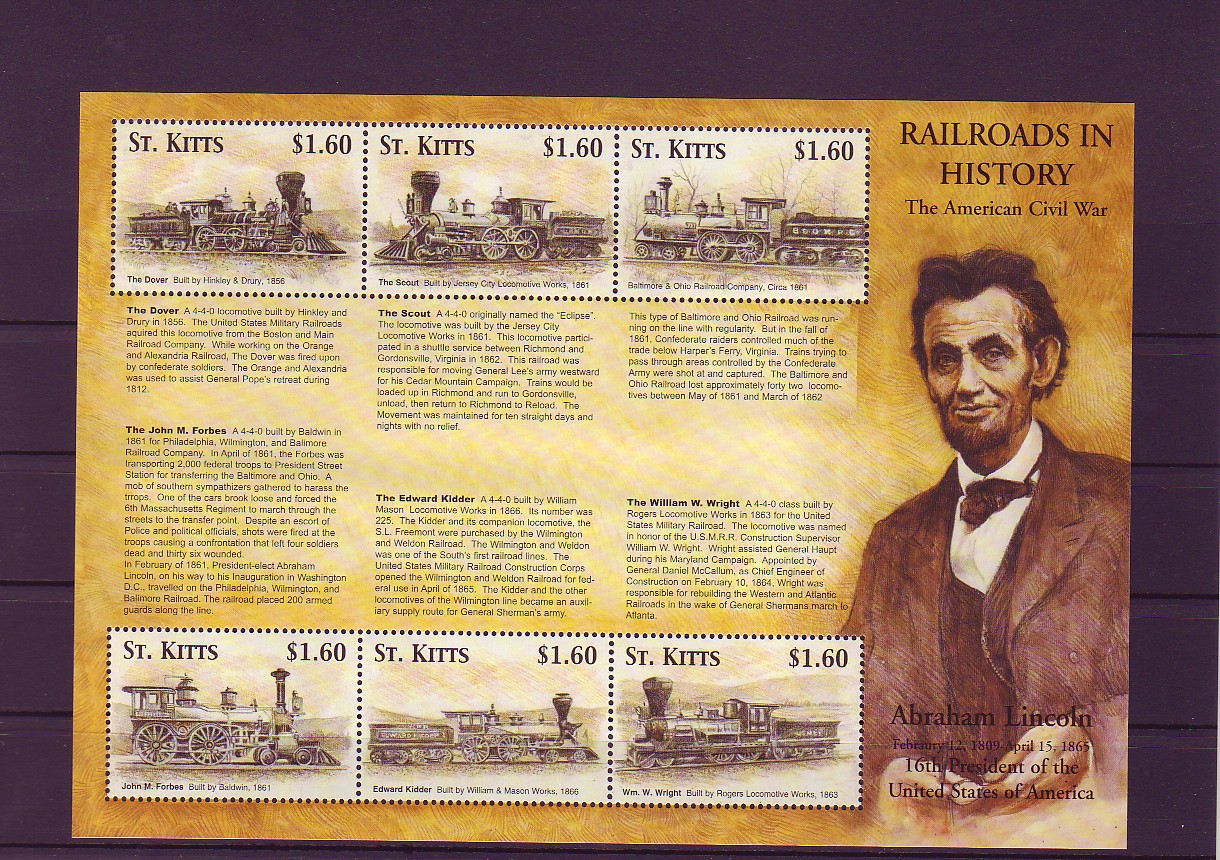 ST. KITTS $1.60
The Dover Built by Hinkley & Drury, 1856
ST. KITTS $1.60
The Scout Built by Jersey City Locomotive Works, 1861
ST. KITTS $1.60
Baltimore & Ohio Railroad Company, Circa 1861
RAILROADS IN
HISTORY
The American Civil War
The Dover A 4-4-0 locomotive built by Hinkley and
Drury in 1856. The United States Military Railroads
aquired this locomotive from the Boston and Main
Railroad Company. While working on the Orange
and Alexandria Railroad, The Dover was fired upon
by confederate soldiers. The Orange and Alexandria
was used to assist General Pope's retreat during
1812.
The Scout A 4-4-0 originally named the "Eclipse".
The locomotive was built by the Jersey City
Locomotive Works in 1861. This locomotive partici-
pated in a shuttle service between Richmond and
Gordonsville, Virginia in 1862. This railroad was
responsible for moving General Lee's army westward
for his Cedar Mountain Campaign. Trains would be
loaded up in Richmond and run to Gordonsville,
unload, then return to Richmond to Reload. The
Movement was maintained for ten straight days and
nights with no relief.
This type of Baltimore and Ohio Railroad was run-
ning on the line with regularity. But in the fall of
1861, Confederate raiders controlled much of the
trade below Harper's Ferry, Virginia. Trains trying to
pass through areas controlled by the Confederate
Army were shot at and captured. The Baltimore and
Ohio Railroad lost approximately forty two locomo-
tives between May of 1861 and March of 1862
The John M. Forbes A 4-4-0 built by Baldwin in
1861 for Philadelphia, Wilmington, and Balimore
Railroad Company. In April of 1861, the Forbes was
transporting 2,000 federal troops to President Street
Station for transferring the Baltimore and Ohio. A
mob of southern sympathizers gathered to harass the
trrops. One of the cars brook loose and forced the
6th Massachusetts Regiment to march through the
streets to the transfer point. Despite an escort of
Police and political officials, shots were fired at the
troops causing a confrontation that left four soldiers
dead and thirty six wounded.
In February of 1861, President-elect Abraham
Lincoln, on his way to his Inauguration in Washington
D.C., travelled on the Philadelphia, Wilmington, and
Baltimore Railroad. The railroad placed 200 armed
guards along the line.
The Edward Kidder A 4-4-0 built by William
Mason Locomotive Works in 1866. Its number was
225. The Kidder and its companion locomotive, the
S.L. Freemont were purchased by the Wilmington
and Weldon Railroad. The Wilmington and Weldon
was one of the South's first railroad lines. The
United States Military Railroad Construction Corps
opened the Wilmington and Weldon Railroad for fed-
eral use in April of 1865. The Kidder and the other
locomotives of the Wilmington line became an auxil-
iary supply route for General Sherman's army.
The William W. Wright A 4-4-0 class built by
Rogers Locomotive Works in 1863 for the United
States Military Railroad. The locomotive was named
in honor of the U.S.M.R.R. Construction Supervisor
William W. Wright. Wright assisted General Haupt
during his Maryland Campaign. Appointed by
General Daniel McCallum, as Chief Engineer of
Construction on February 10, 1864, Wright was
responsible for rebuilding the Western and Atlantic
Railroads in the wake of General Shermans march to
Atlanta.
ST. KITTS $1.60
John M. Forbes Built by Baldwin, 1861
ST. KITTS $1.60
EDWARD KIDDER
Edward Kidder Built by William & Mason Works, 1866
ST. KITTS $1.60
Wm. W. Wright Built by Rogers Locomotive Works, 1863
Abraham Lincoln
February 12, 1809-April 15, 1865
16th President of the
United States of America